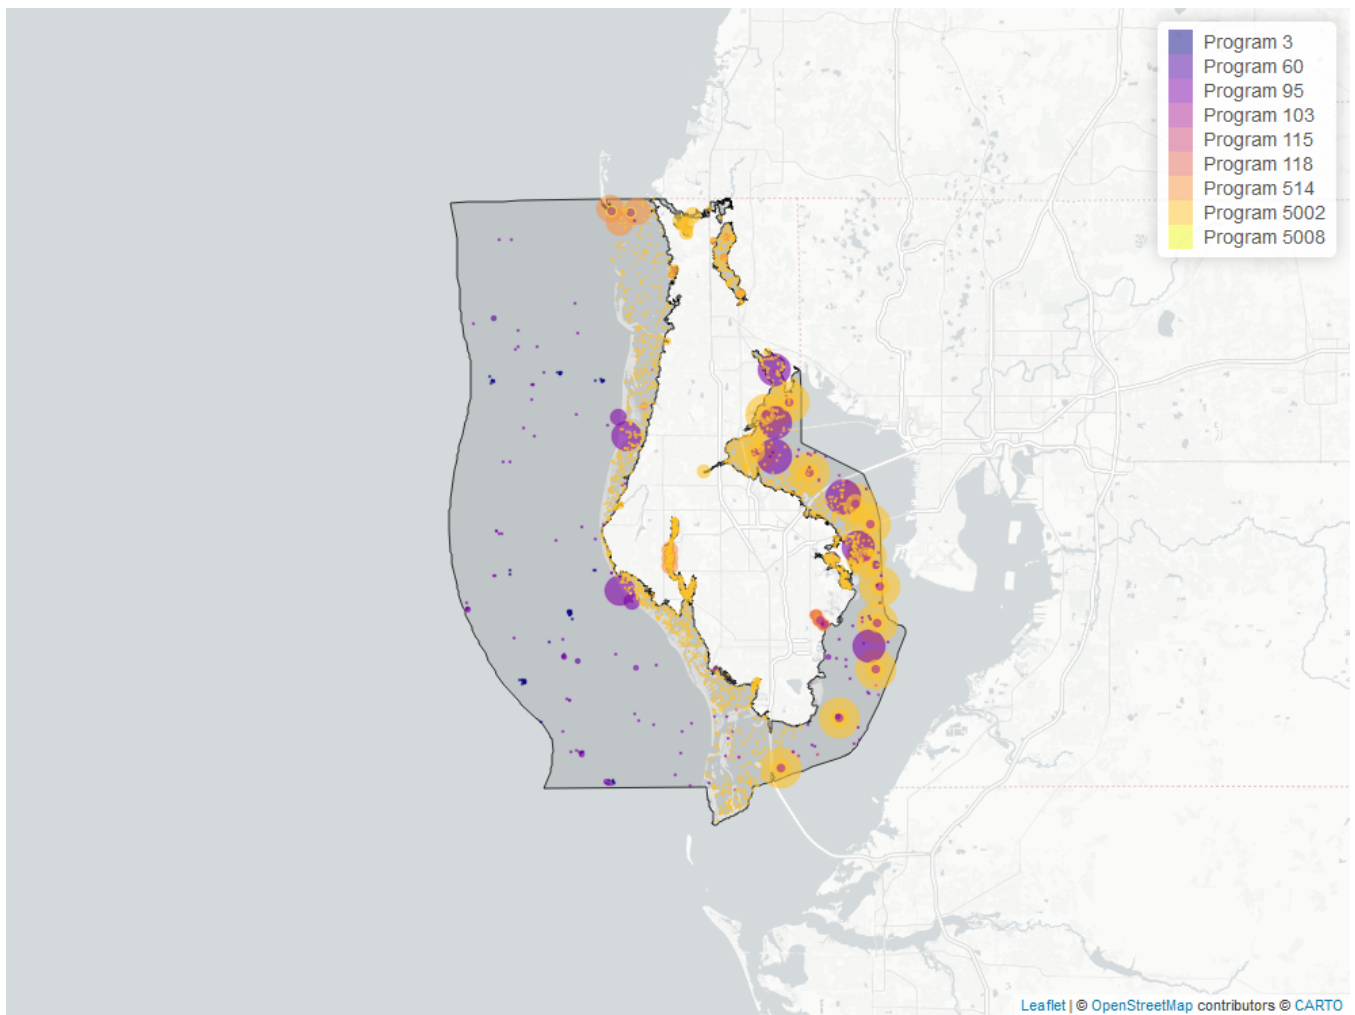 Program 3
Program 60
Program 95
Program 103
Program 115
Program 118
Program 514
Program 5002
Program 5008
Leaflet | © OpenStreetMap contributors © CARTO